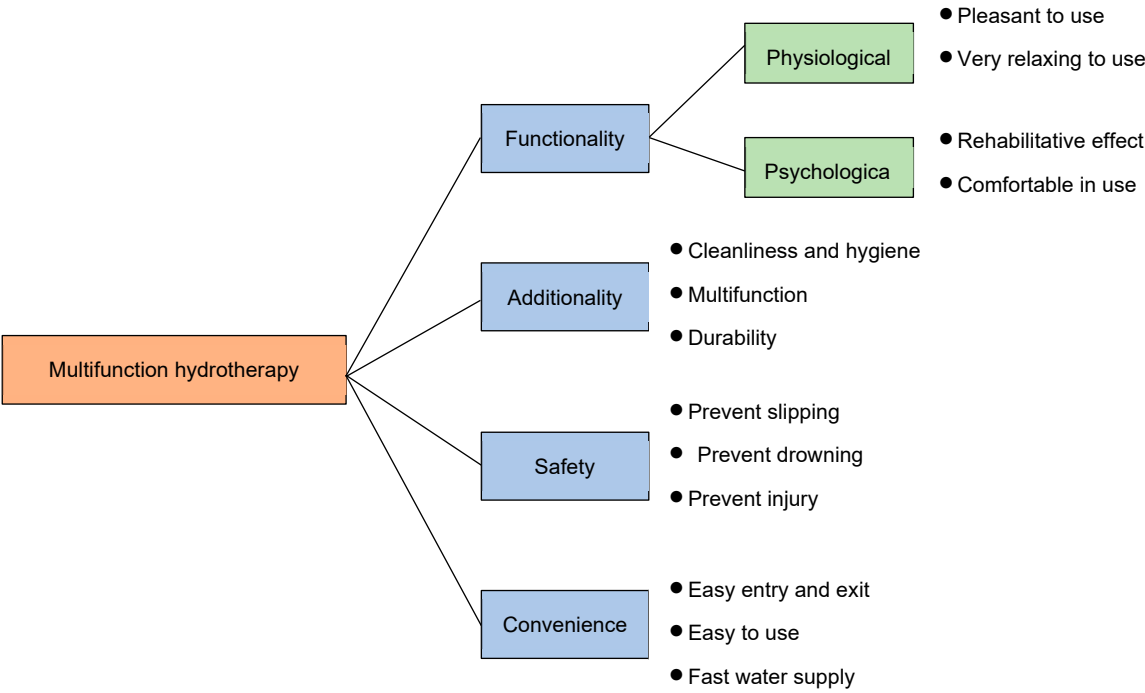 ● Pleasant to use
Physiological
● Very relaxing to use
Functionality
● Rehabilitative effect
Psychologica
● Comfortable in use
● Cleanliness and hygiene
Additionality
● Multifunction
● Durability
Multifunction hydrotherapy
● Prevent slipping
Safety
● Prevent drowning
● Prevent injury
● Easy entry and exit
Convenience
● Easy to use
● Fast water supply